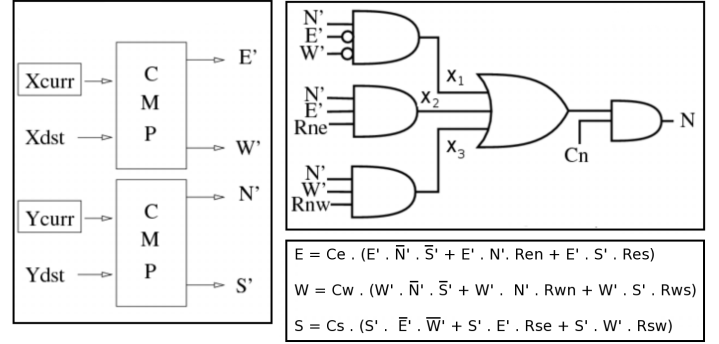 Xcurr
Xdst
C
M
P
E'
W'
Ycurr
Ydst
C
M
P
N'
S'
N'
E'
W'
X1
N'
E'
Rne
X2
N'
W'
Rnw
X3
Cn
N
E = Ce . (E' . N̅' . S̅' + E' . N'. Ren + E' . S' . Res)
W = Cw . (W' . N̅' . S̅' + W' . N' . Rwn + W' . S' . Rws)
S = Cs . (S' . E̅' . W̅' + S' . E' . Rse + S' . W' . Rsw)